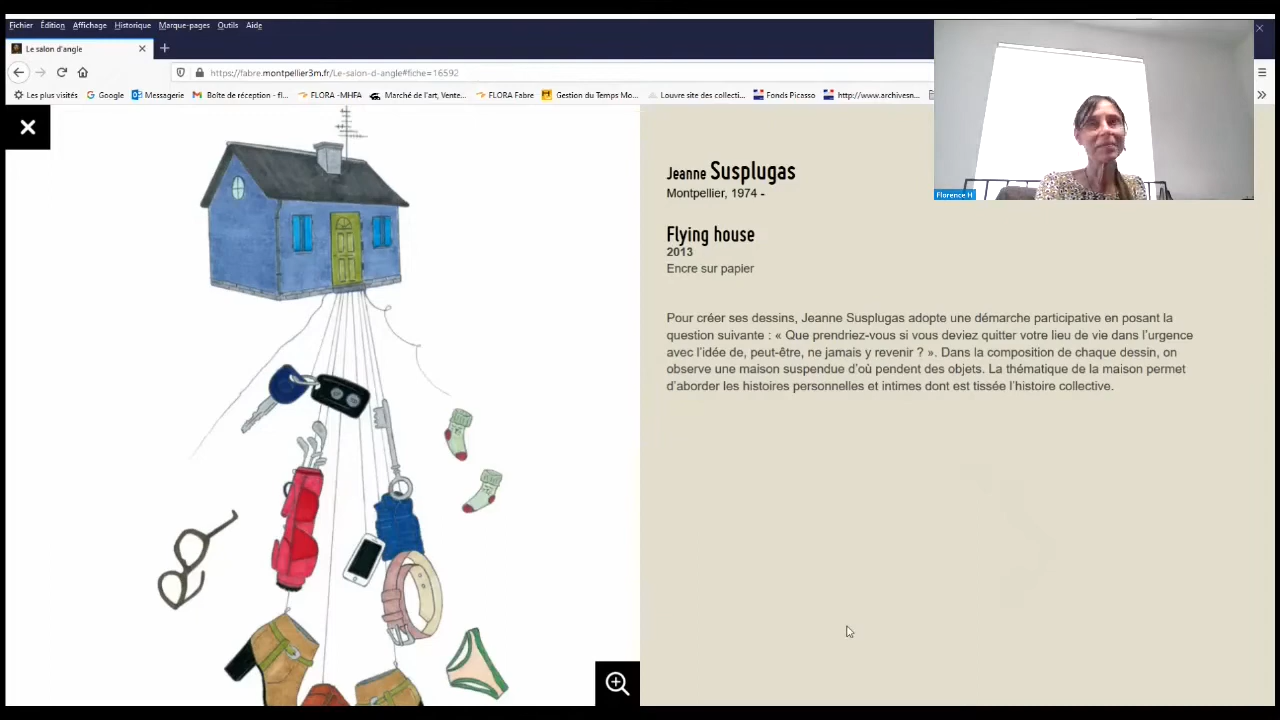 Fichier Édition Affichage Historique Marque-pages Outils Aide
Le salon d'angle
https://fabre.montpellier3m.fr/Le-salon-d-angle#fiche=16592
Les plus visités Google Messagerie Boîte de réception - fl... FLORA -MHFA Marché de l'art, Vente... FLORA Fabre Gestion du Temps Mo... Louvre site des collecti... Fonds Picasso http://www.archivesn...
Florence H
Jeanne Susplugas
Montpellier, 1974 -
Flying house
2013
Encre sur papier
Pour créer ses dessins, Jeanne Susplugas adopte une démarche participative en posant la
question suivante : « Que prendriez-vous si vous deviez quitter votre lieu de vie dans l'urgence
avec l'idée de, peut-être, ne jamais y revenir ? ». Dans la composition de chaque dessin, on
observe une maison suspendue d'où pendent des objets. La thématique de la maison permet
d'aborder les histoires personnelles et intimes dont est tissée l'histoire collective.